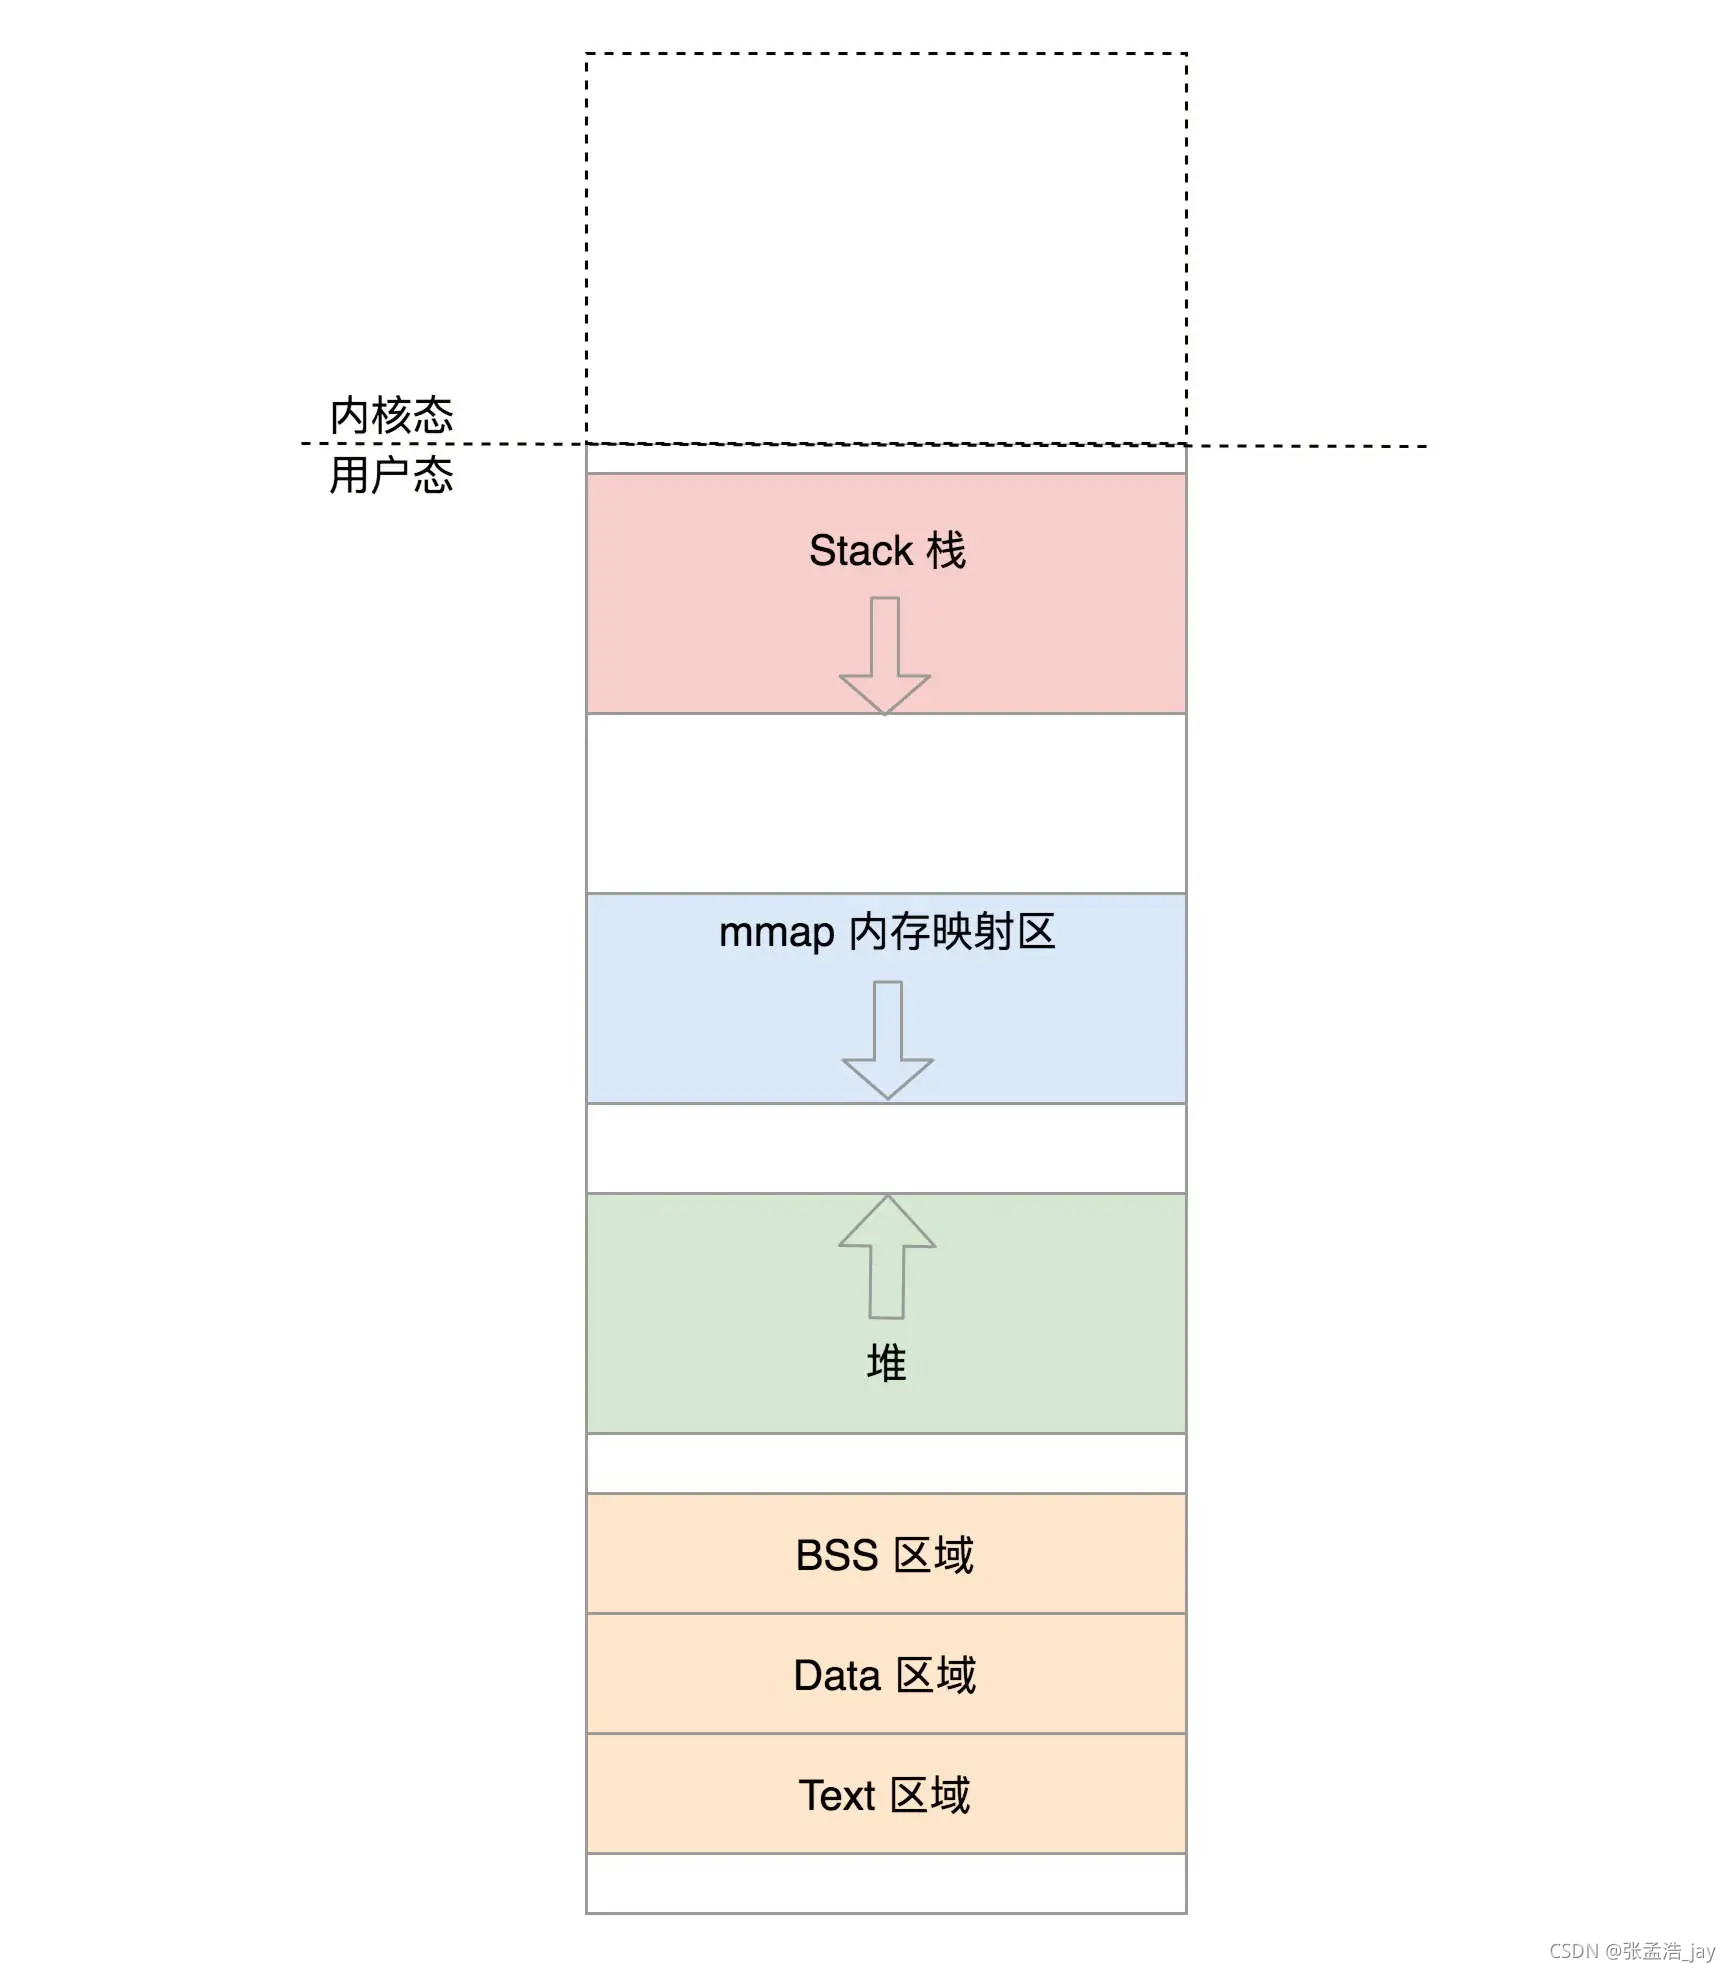 内核态
用户态
Stack 栈
mmap 内存映射区
堆
BSS 区域
Data 区域
Text 区域
CSDN @张孟浩_jay